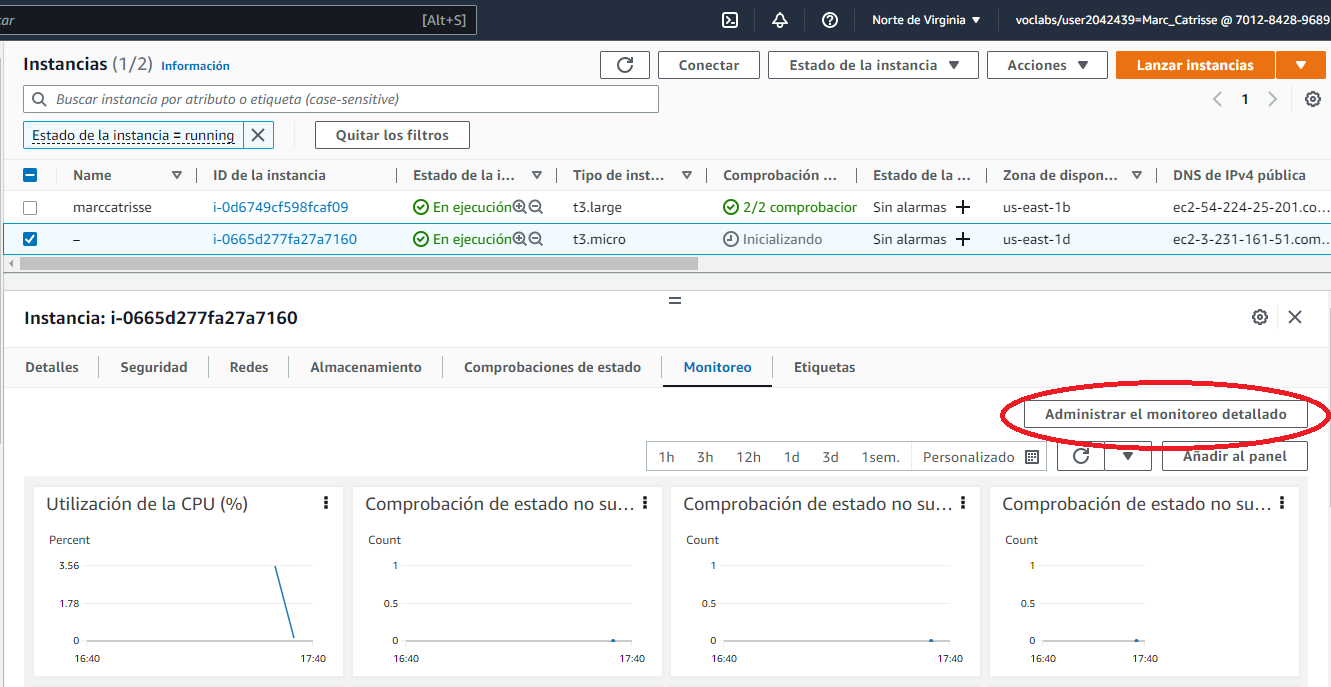 car [Alt+S] Norte de Virginia voclabs/user2042439=Marc_Catrisse @ 7012-8428-9689
Instancias (1/2) Información Conectar Estado de la instancia Acciones Lanzar instancias
Buscar instancia por atributo o etiqueta (case-sensitive) 1
Estado de la instancia = running Quitar los filtros
Name ID de la instancia Estado de la i... Tipo de inst... Comprobación ... Estado de la ... Zona de dispon... DNS de IPv4 pública
marccatrisse i-0d6749cf598fcaf09 En ejecución t3.large 2/2 comprobacior Sin alarmas us-east-1b ec2-54-224-25-201.co...
– i-0665d277fa27a7160 En ejecución t3.micro Inicializando Sin alarmas us-east-1d ec2-3-231-161-51.com...
Instancia: i-0665d277fa27a7160
Detalles Seguridad Redes Almacenamiento Comprobaciones de estado Monitoreo Etiquetas
Administrar el monitoreo detallado
1h 3h 12h 1d 3d 1sem. Personalizado Añadir al panel
Utilización de la CPU (%) Comprobación de estado no su... Comprobación de estado no su... Comprobación de estado no su...
Percent Count Count Count
3.56 1 1 1
1.78 0.5 0.5 0.5
0 0 0 0
16:40 17:40 16:40 17:40 16:40 17:40 16:40 17:40